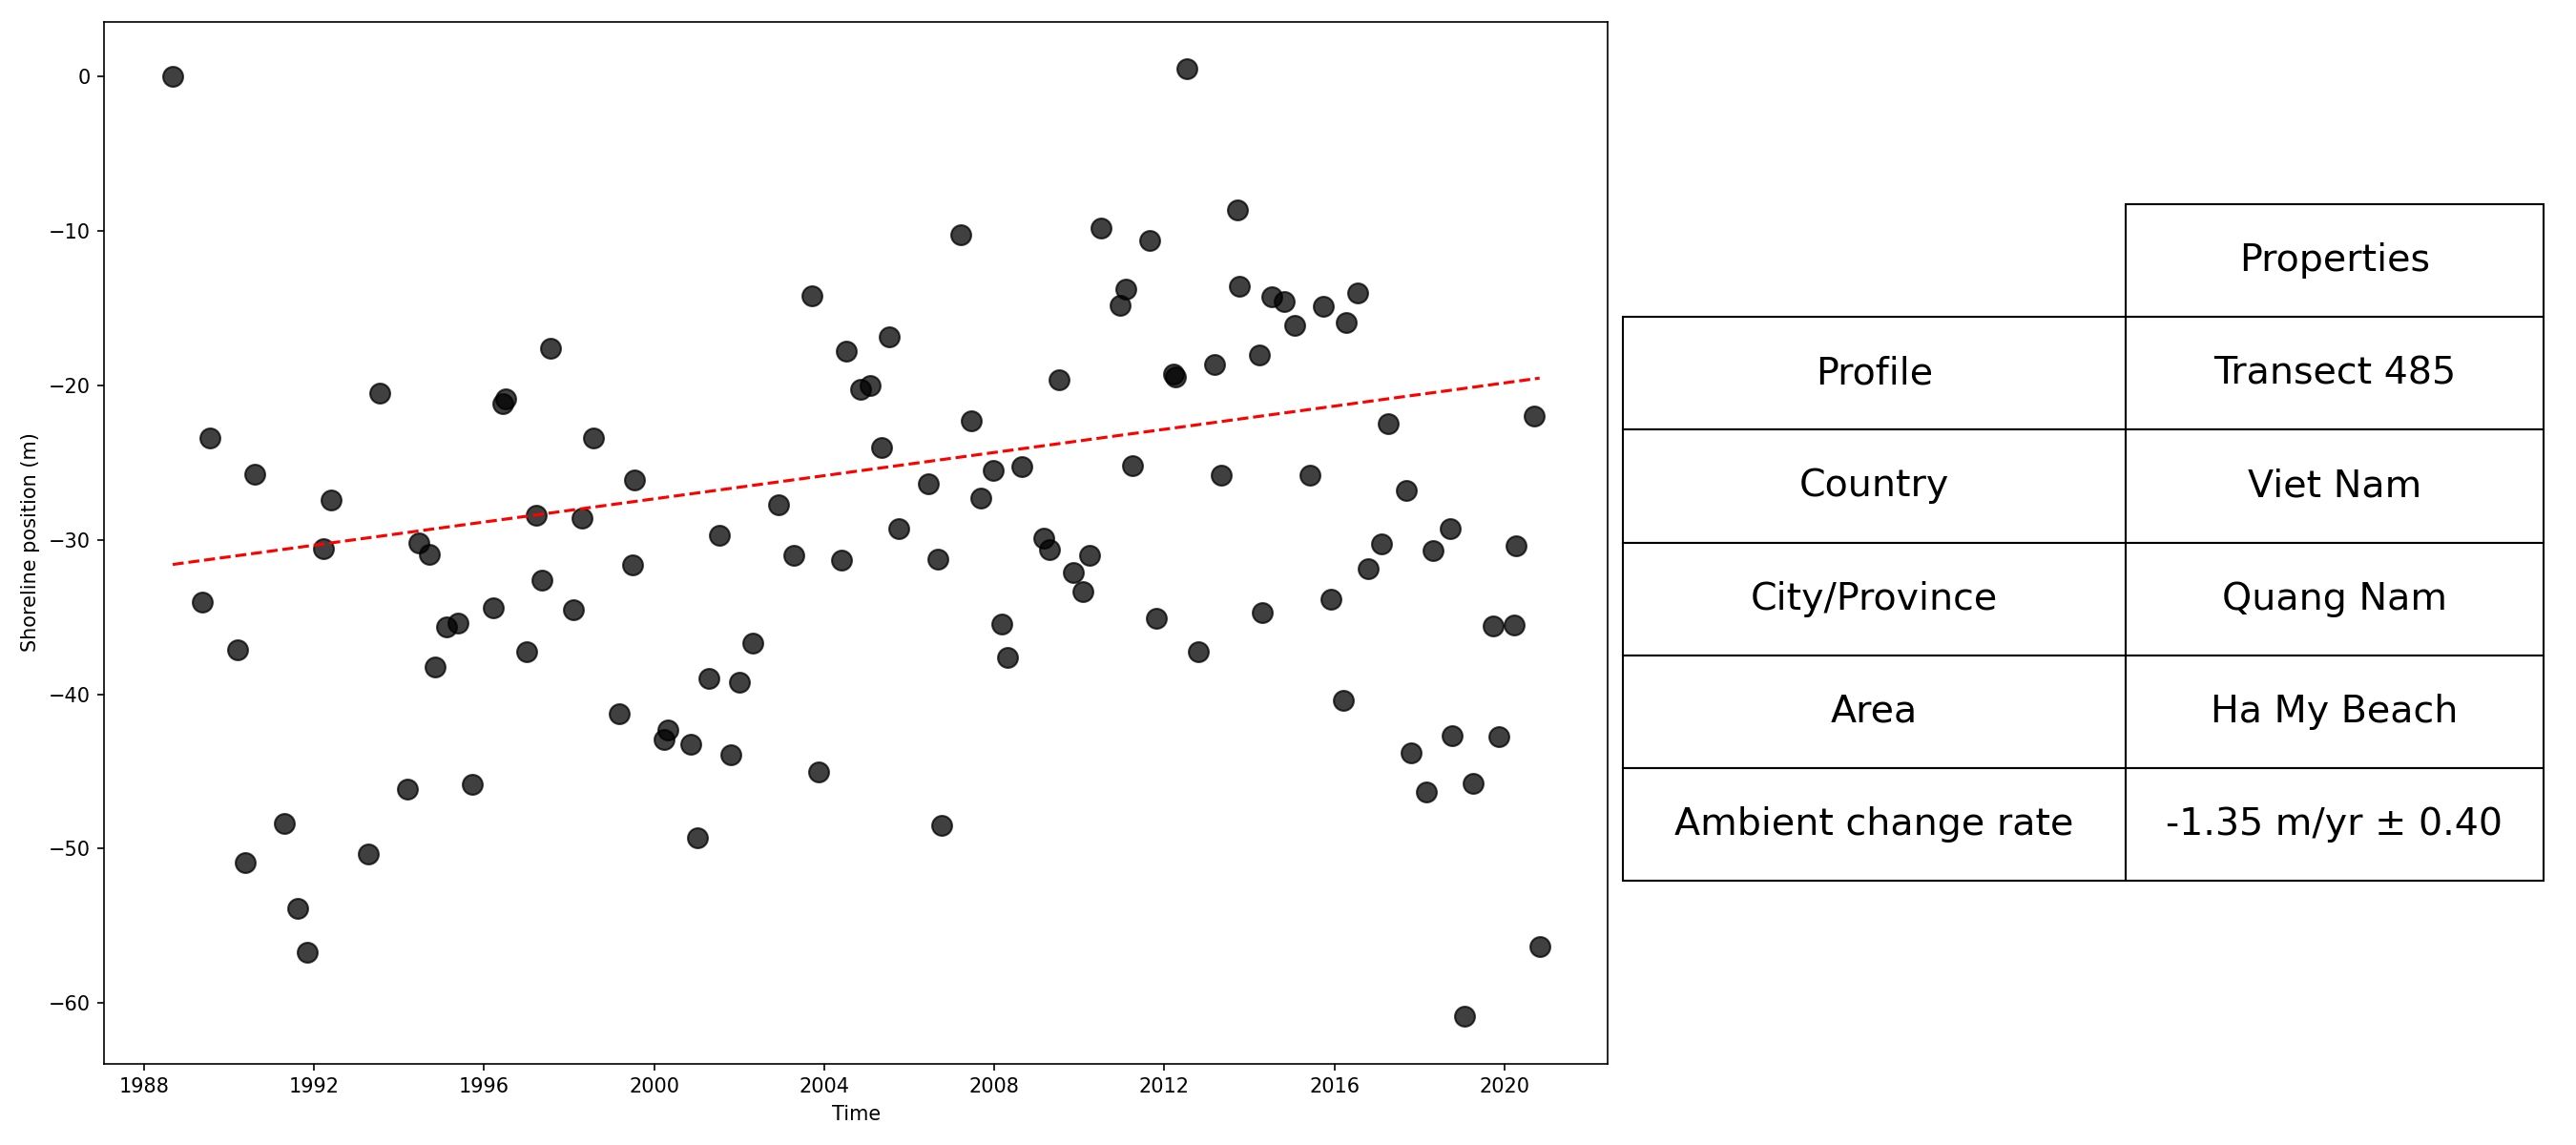 0
−10
−20
−30
−40
−50
−60
Shoreline position (m)
1988 1992 1996 2000 2004 2008 2012 2016 2020
Time
Properties
Profile Transect 485
Country Viet Nam
City/Province Quang Nam
Area Ha My Beach
Ambient change rate -1.35 m/yr ± 0.40